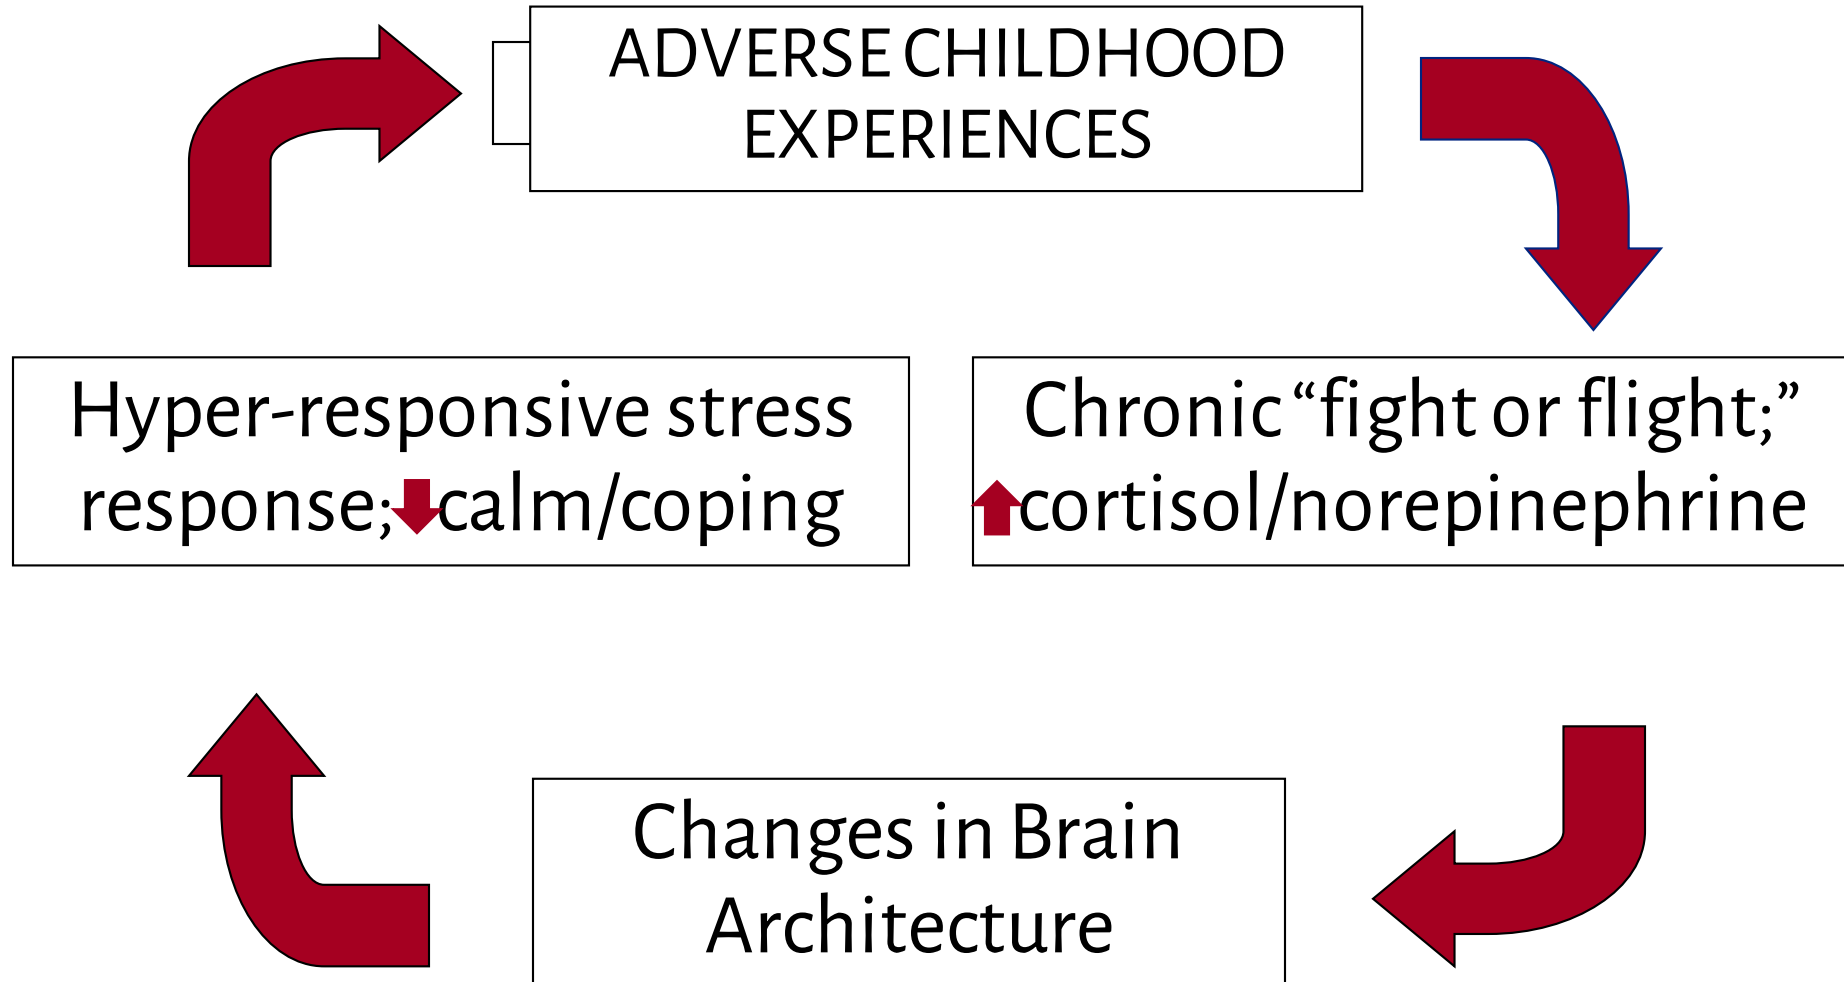 ADVERSE CHILDHOOD
EXPERIENCES
Hyper-responsive stress
response; calm/coping
Chronic “fight or flight;”
cortisol/norepinephrine
Changes in Brain
Architecture